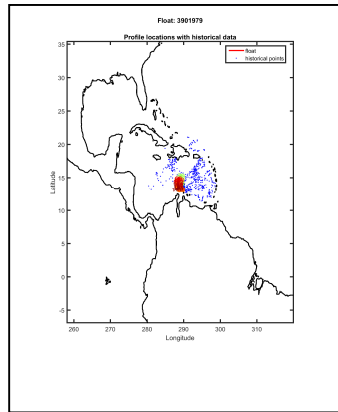 Float: 3901979
Profile locations with historical data
float
historical points
35
30
25
20
15
10
5
0
-5
Latitude
260
270
280
290
300
310
Longitude